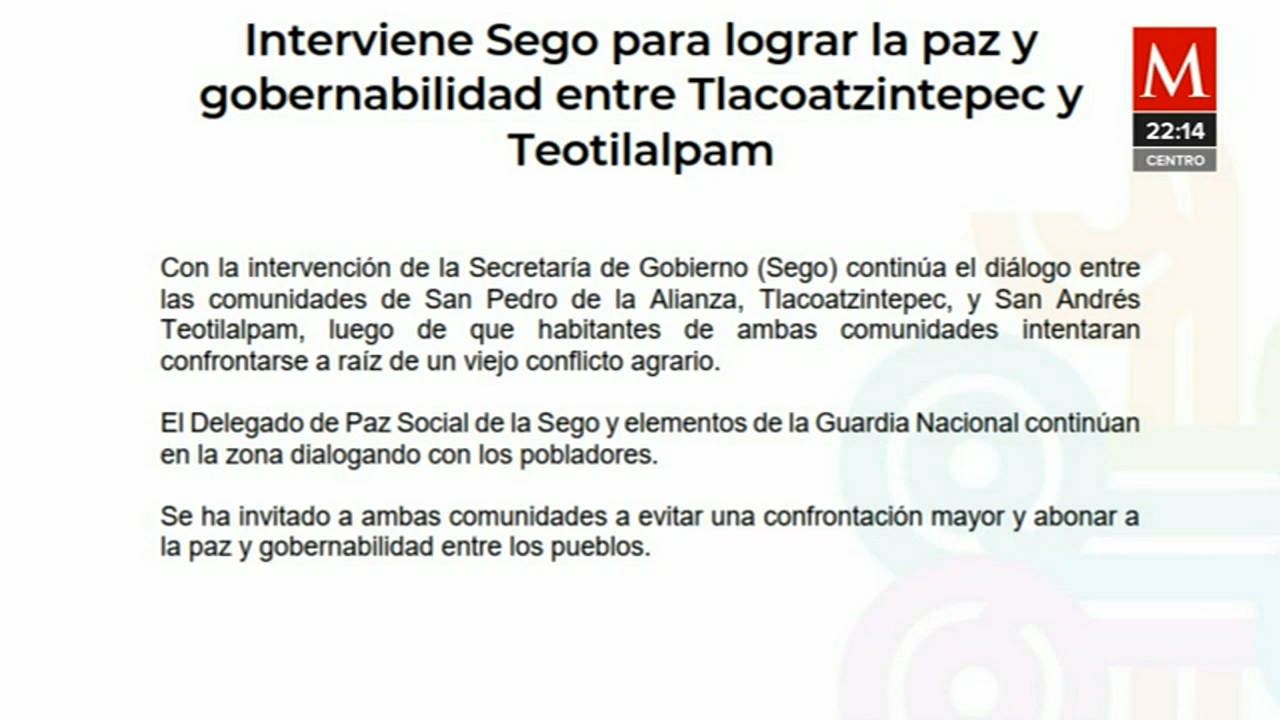 Interviene Sego para lograr la paz y
gobernabilidad entre Tlacoatzintepec y
Teotilalpam
M
22:14
CENTRO
Con la intervención de la Secretaría de Gobierno (Sego) continúa el diálogo entre
las comunidades de San Pedro de la Alianza, Tlacoatzintepec, y San Andrés
Teotilalpam, luego de que habitantes de ambas comunidades intentaran
confrontarse a raíz de un viejo conflicto agrario.
El Delegado de Paz Social de la Sego y elementos de la Guardia Nacional continúan
en la zona dialogando con los pobladores.
Se ha invitado a ambas comunidades a evitar una confrontación mayor y abonar a
la paz y gobernabilidad entre los pueblos.